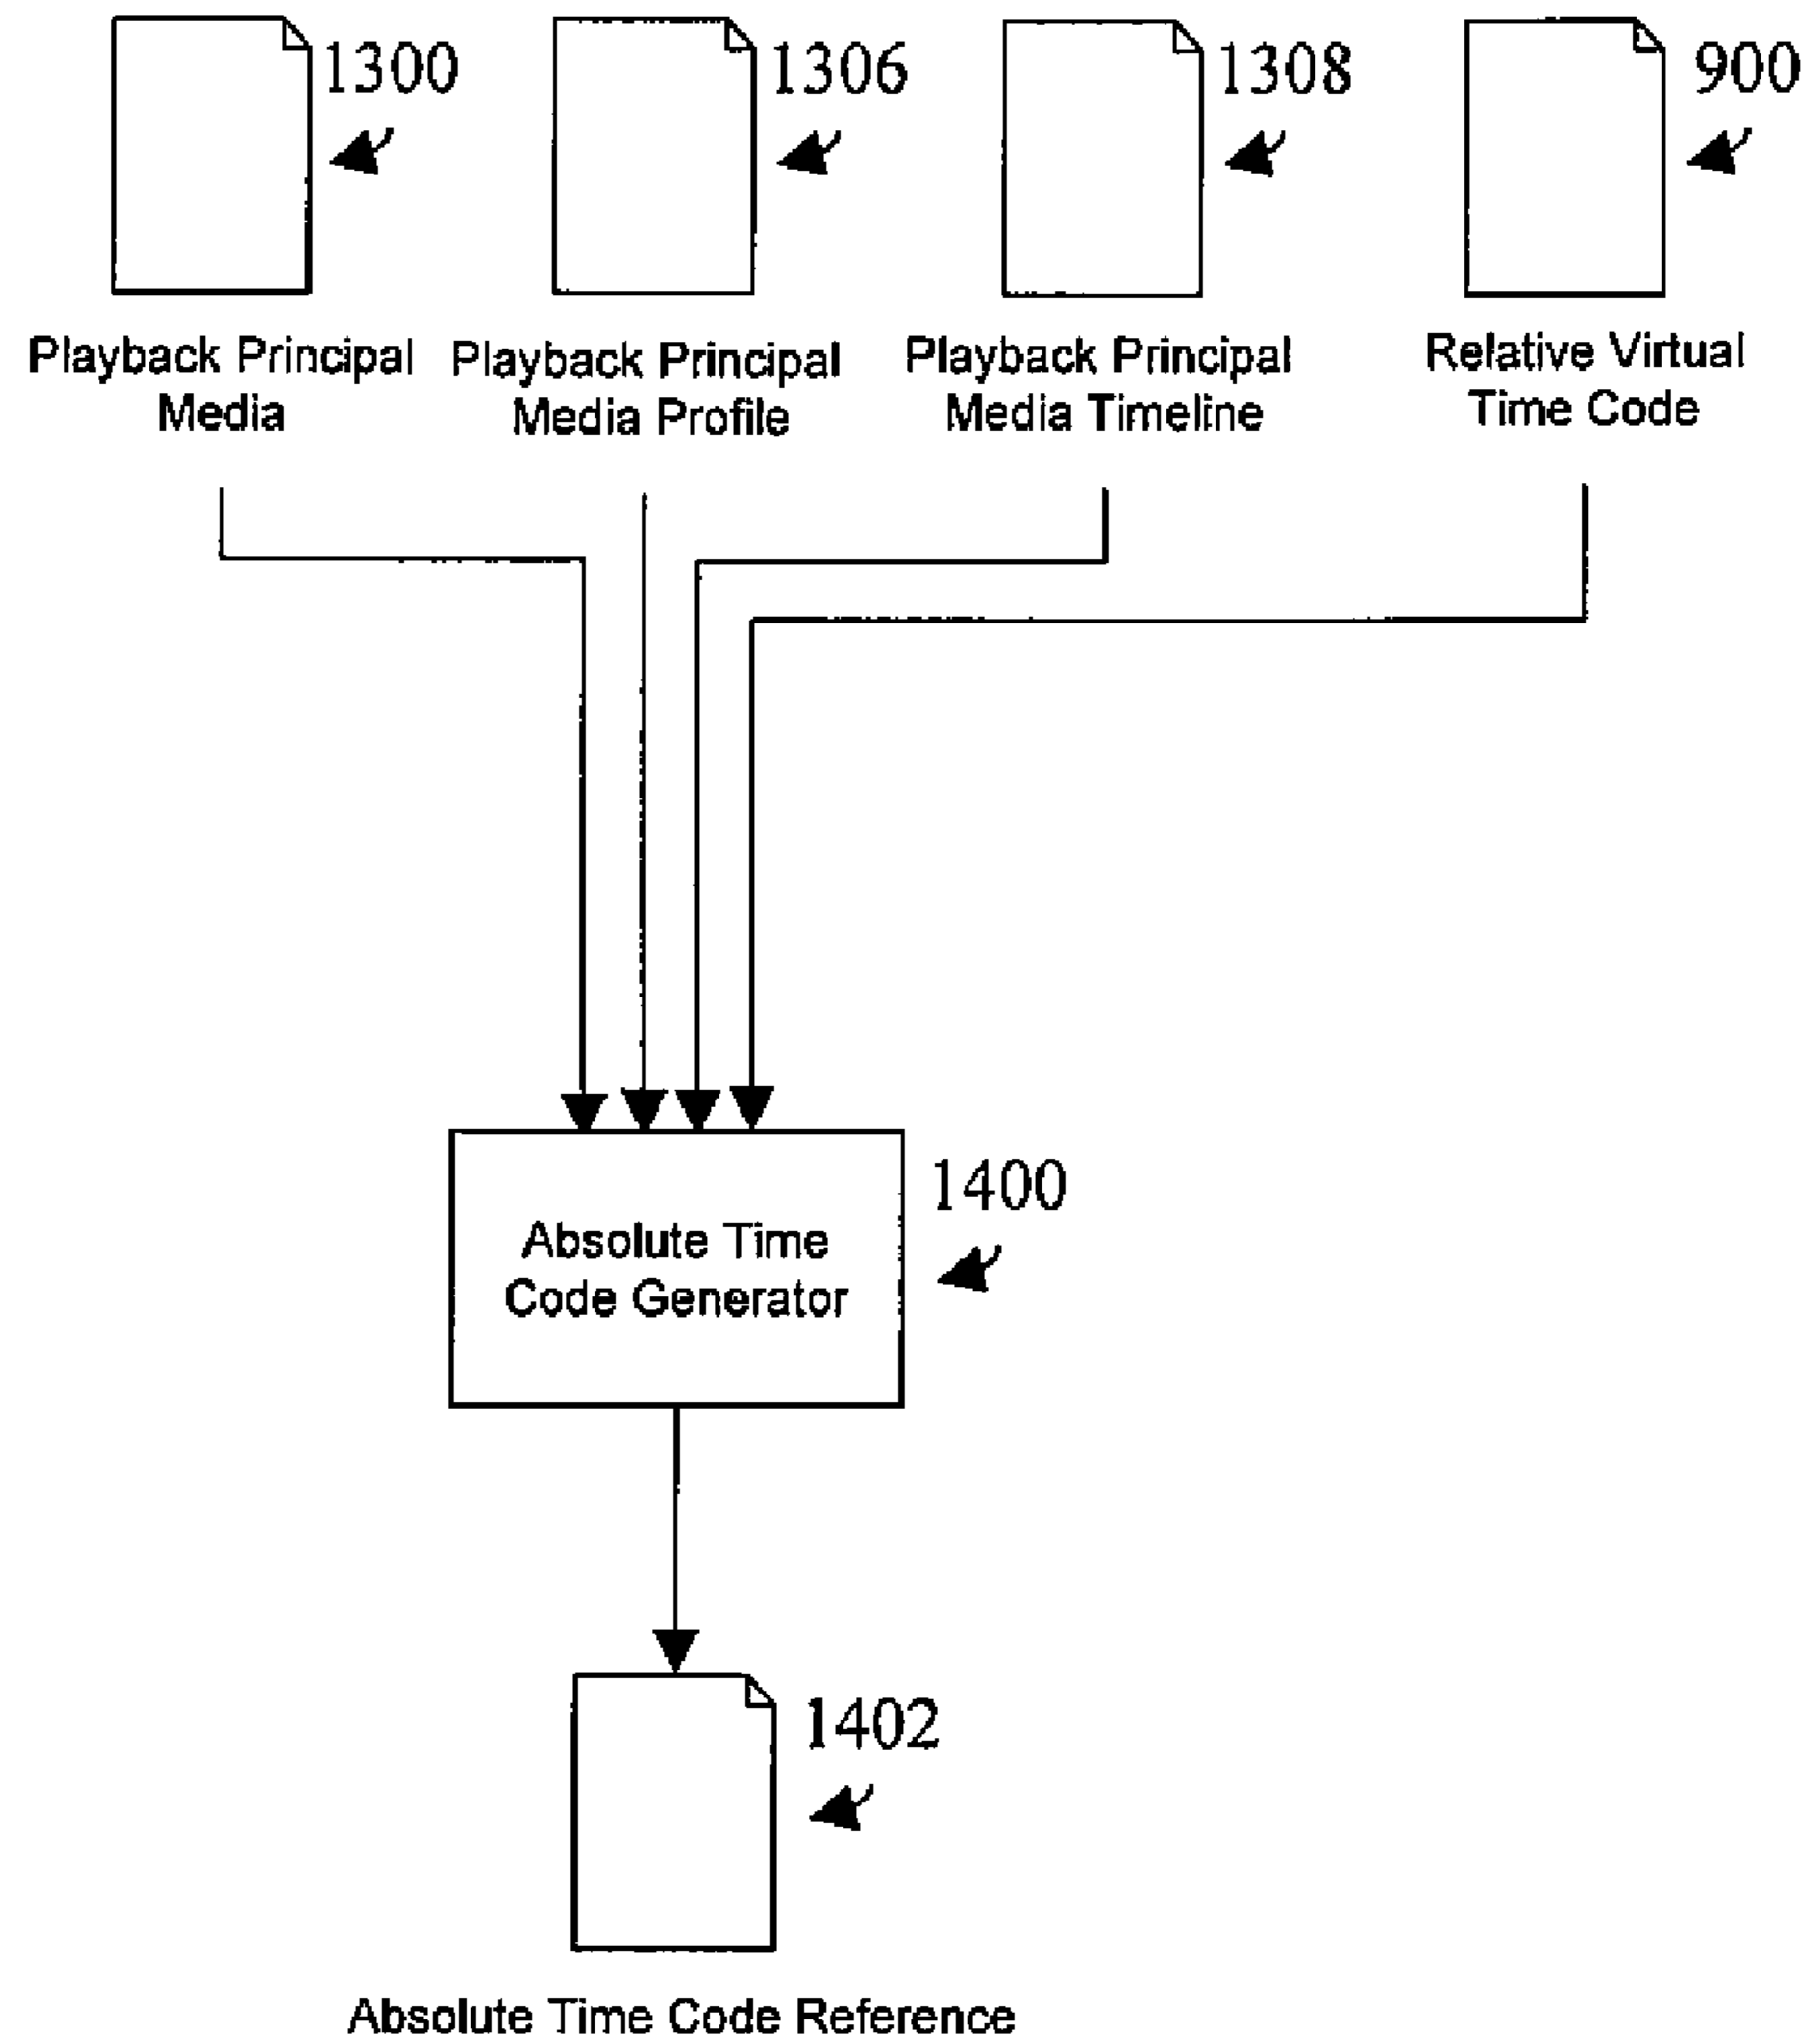 1300
1306
1308
900
Playback Principal
Media
Playback Principal
Media Profile
Playback Principal
Media Timeline
Relative Virtual
Time Code
1400
Absolute Time
Code Generator
1402
Absolute Time Code Reference